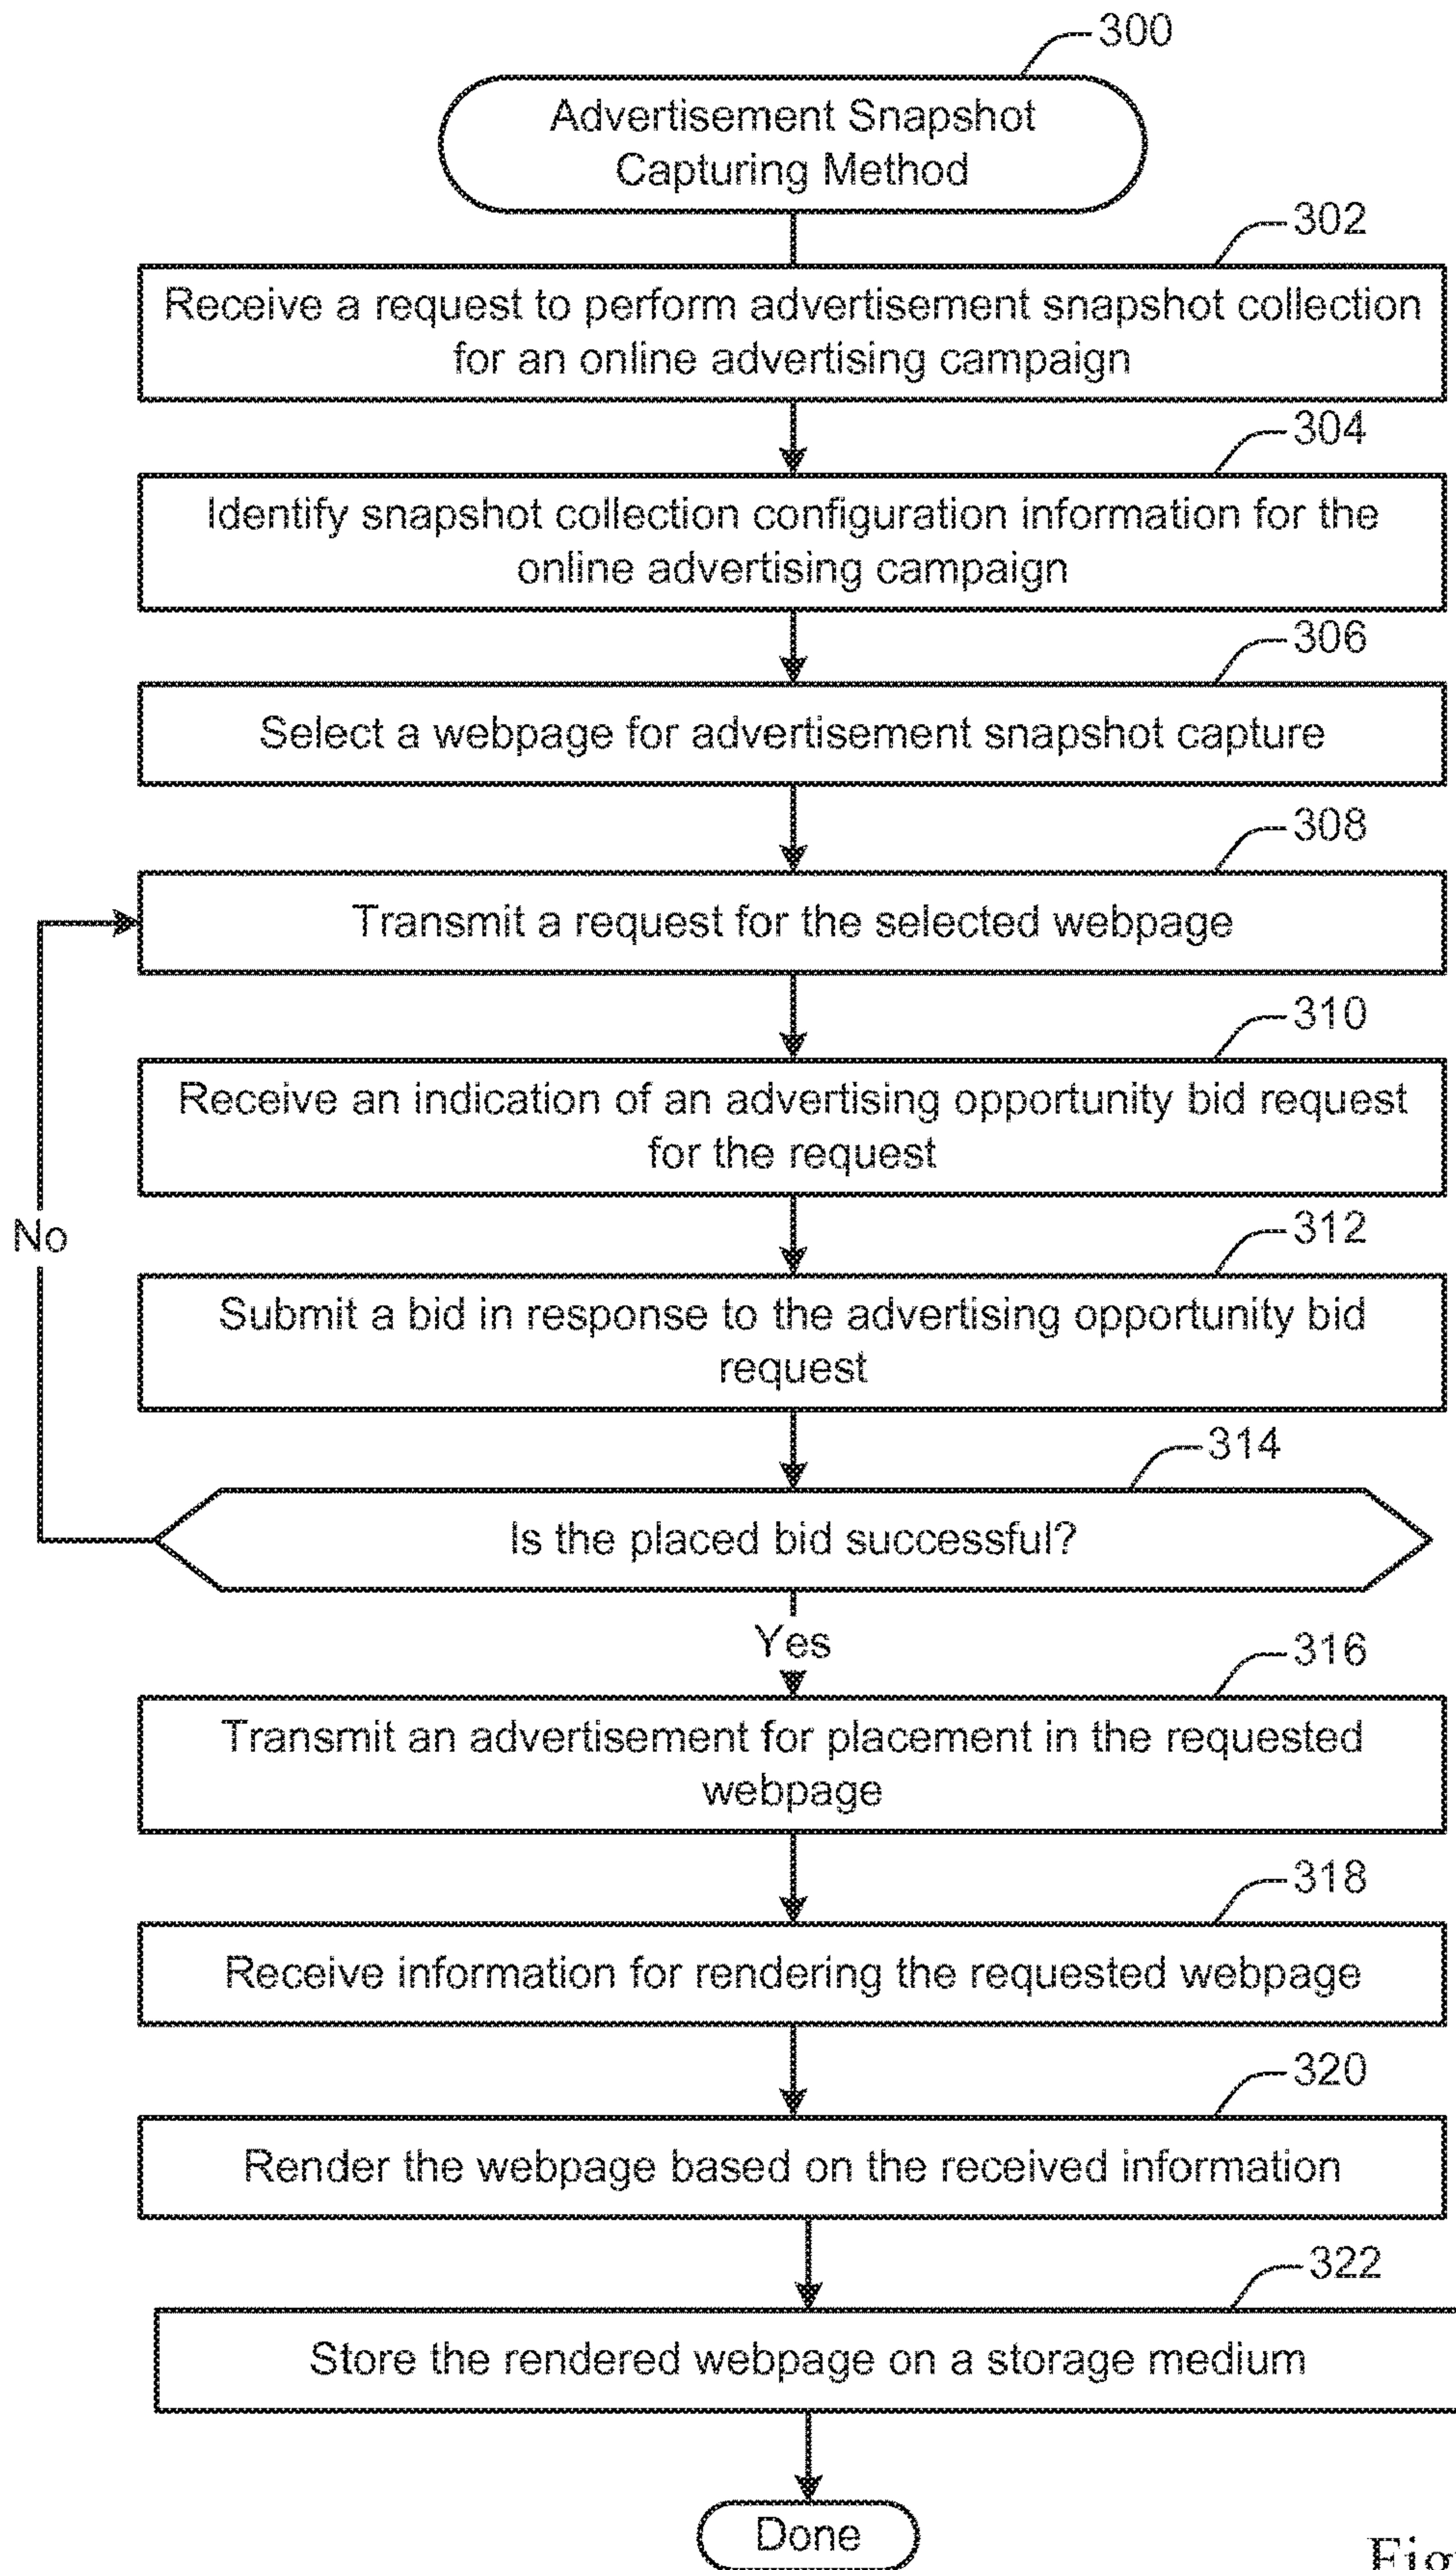 300
Advertisement Snapshot
Capturing Method
302
Receive a request to perform advertisement snapshot collection
for an online advertising campaign
304
Identify snapshot collection configuration information for the
online advertising campaign
306
Select a webpage for advertisement snapshot capture
308
Transmit a request for the selected webpage
310
Receive an indication of an advertising opportunity bid request
for the request
No
312
Submit a bid in response to the advertising opportunity bid
request
314
Is the placed bid successful?
Yes
316
Transmit an advertisement for placement in the requested
webpage
318
Receive information for rendering the requested webpage
320
Render the webpage based on the received information
322
Store the rendered webpage on a storage medium
Done
Fig